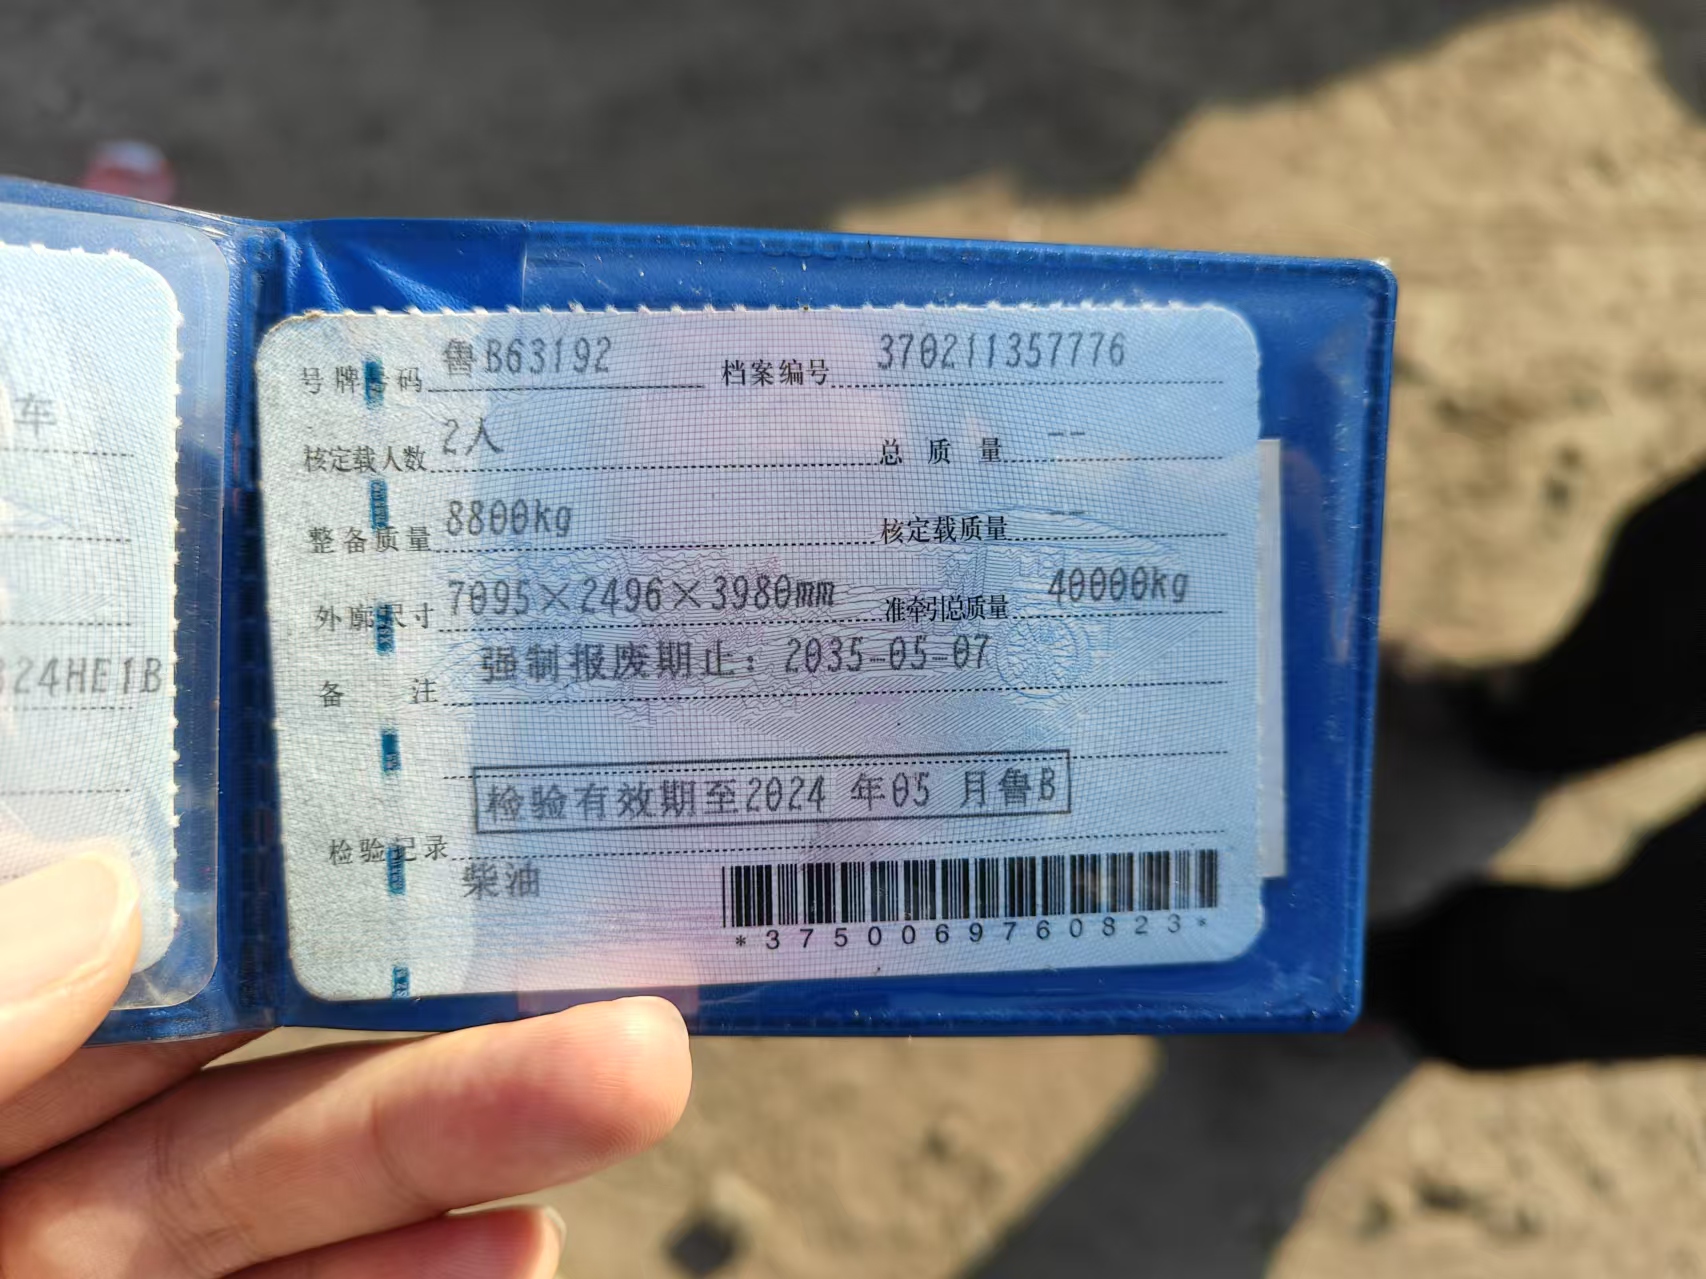 车
324HE1B
号牌号码 鲁B63192 档案编号 370211357776
核定载人数 2人 总质量 --
整备质量 8800kg 核定载质量 --
外廓尺寸 7095×2496×3980mm 准牵引总质量 40000kg
备注 强制报废期止：2035-05-07
检验有效期至2024 年05 月鲁B
检验记录
柴油
*375006976０823*